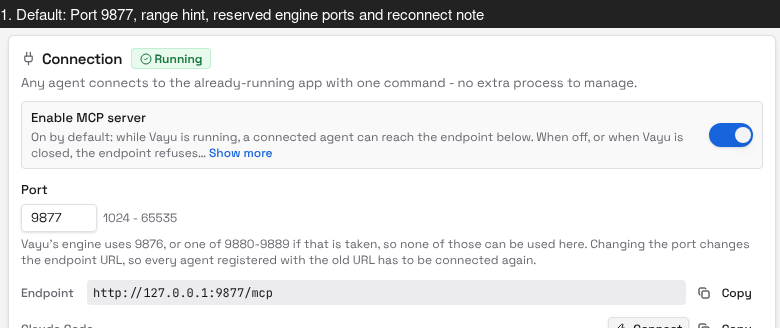 1. Default: Port 9877, range hint, reserved engine ports and reconnect note
Connection Running
Any agent connects to the already-running app with one command - no extra process to manage.
Enable MCP server
On by default: while Vayu is running, a connected agent can reach the endpoint below. When off, or when Vayu is
closed, the endpoint refuses... Show more
Port
9877 1024 - 65535
Vayu's engine uses 9876, or one of 9880-9889 if that is taken, so none of those can be used here. Changing the port changes
the endpoint URL, so every agent registered with the old URL has to be connected again.
Endpoint http://127.0.0.1:9877/mcp Copy
Claude Code Connect Copy